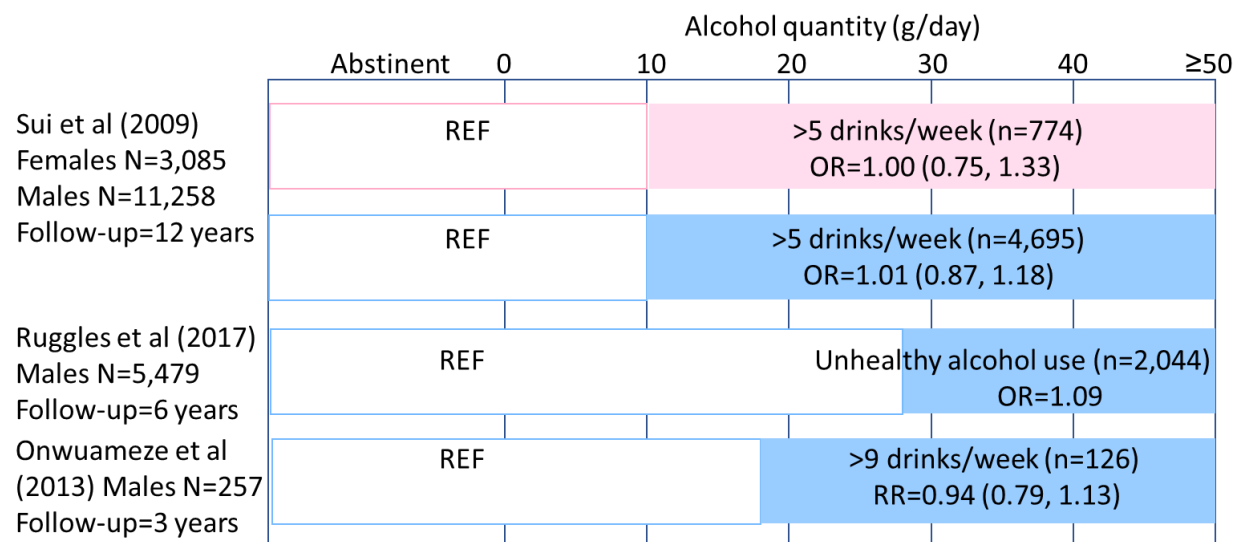 Alcohol quantity (g/day)
Abstinent 0 10 20 30 40 ≥50
Sui et al (2009)
Females N=3,085
Males N=11,258
Follow-up=12 years
REF
>5 drinks/week (n=774)
OR=1.00 (0.75, 1.33)
REF
>5 drinks/week (n=4,695)
OR=1.01 (0.87, 1.18)
Ruggles et al (2017)
Males N=5,479
Follow-up=6 years
REF
Unhealthy alcohol use (n=2,044)
OR=1.09
Onwuameze et al
(2013) Males N=257
Follow-up=3 years
REF
>9 drinks/week (n=126)
RR=0.94 (0.79, 1.13)